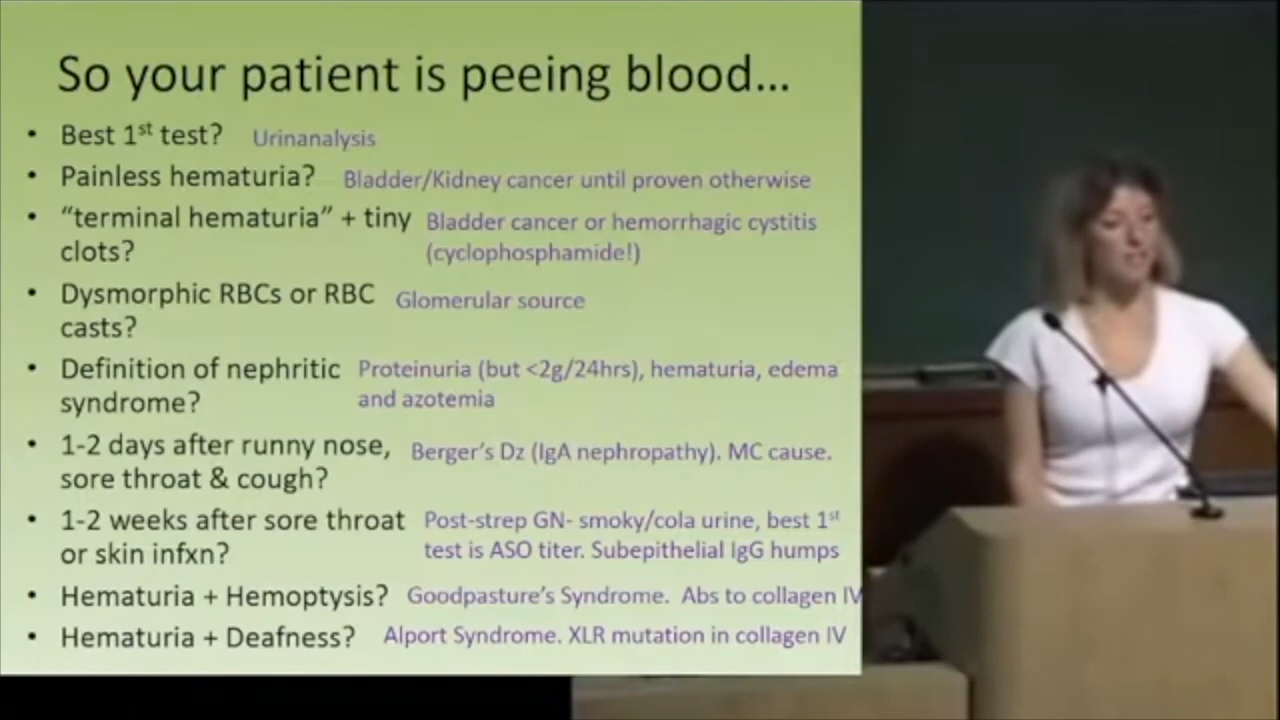 So your patient is peeing blood...
• Best 1st test? Urinanalysis
• Painless hematuria? Bladder/Kidney cancer until proven otherwise
• “terminal hematuria” + tiny clots? Bladder cancer or hemorrhagic cystitis (cyclophosphamide!)
• Dysmorphic RBCs or RBC casts? Glomerular source
• Definition of nephritic syndrome? Proteinuria (but <2g/24hrs), hematuria, edema and azotemia
• 1-2 days after runny nose, sore throat & cough? Berger’s Dz (IgA nephropathy). MC cause.
• 1-2 weeks after sore throat or skin infxn? Post-strep GN- smoky/cola urine, best 1st test is ASO titer. Subepithelial IgG humps
• Hematuria + Hemoptysis? Goodpasture’s Syndrome. Abs to collagen IV
• Hematuria + Deafness? Alport Syndrome. XLR mutation in collagen IV